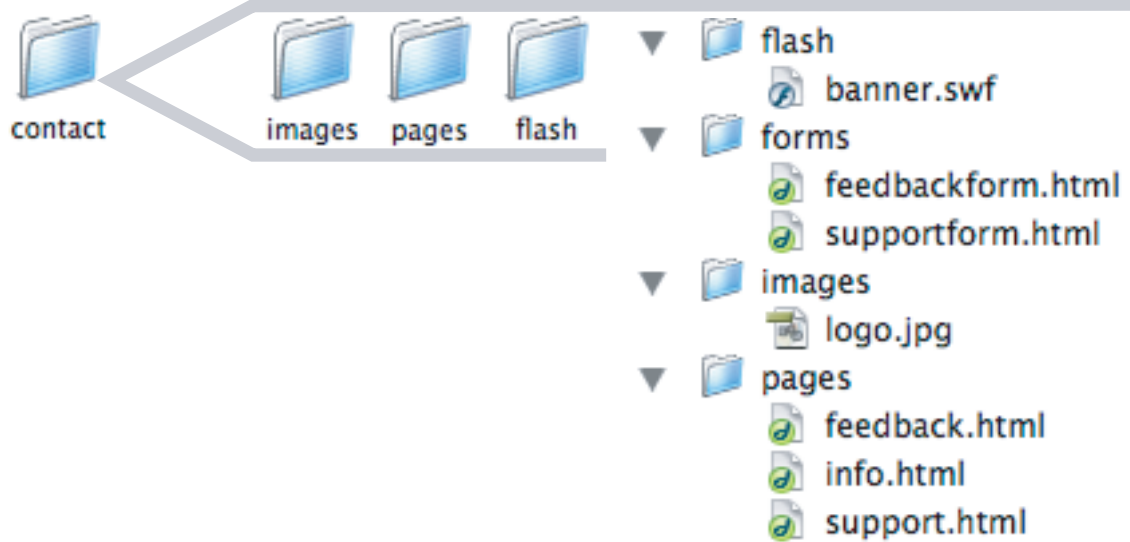 contact
images pages flash
flash
banner.swf
forms
feedbackform.html
supportform.html
images
logo.jpg
pages
feedback.html
info.html
support.html